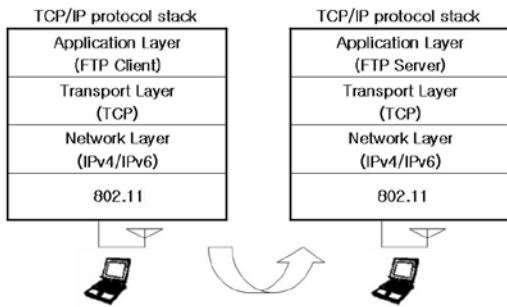 TCP/IP protocol stack
Application Layer
(FTP Client)
Transport Layer
(TCP)
Network Layer
(IPv4/IPv6)
802.11
TCP/IP protocol stack
Application Layer
(FTP Server)
Transport Layer
(TCP)
Network Layer
(IPv4/IPv6)
802.11